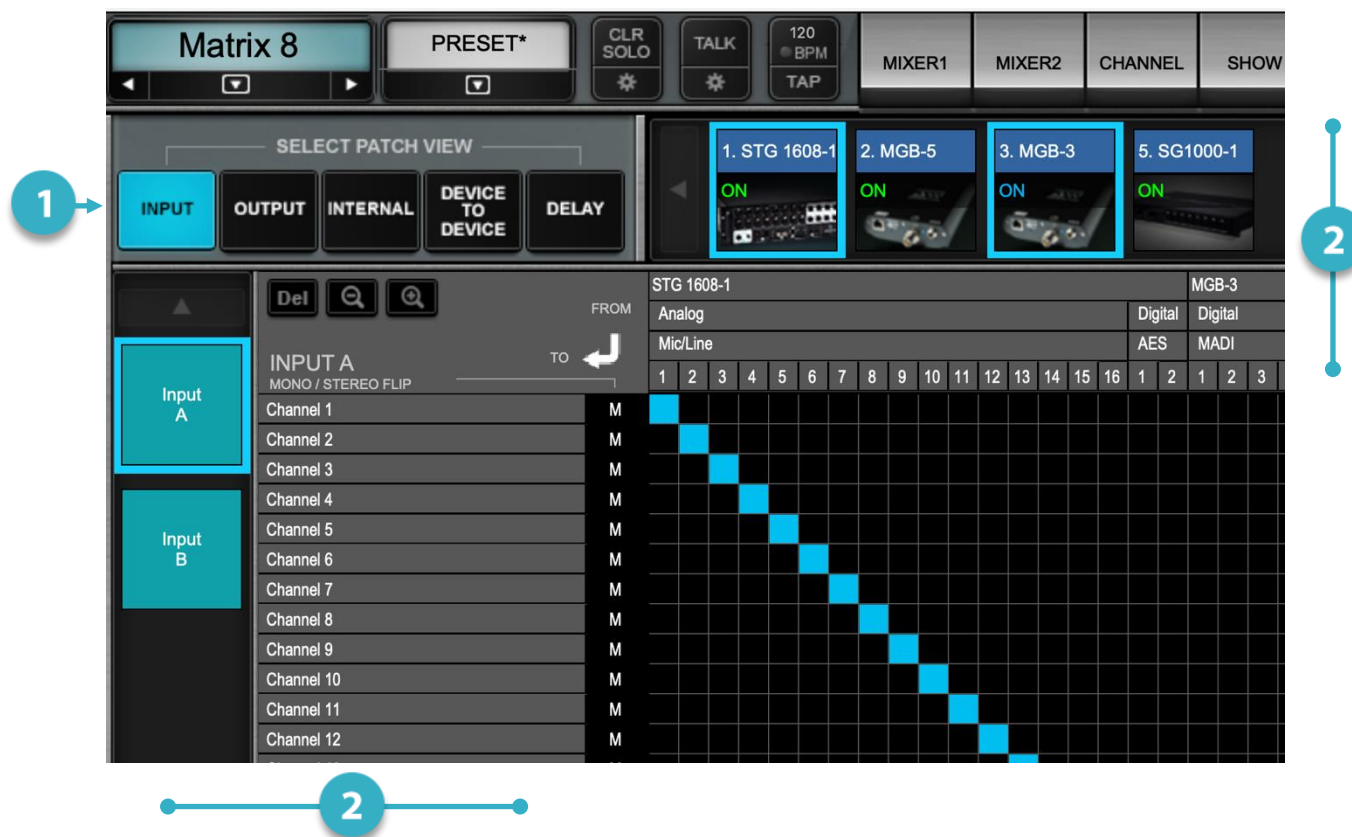 Matrix 8
PRESET*
CLR
SOLO
TALK
120
BPM
TAP
MIXER1
MIXER2
CHANNEL
SHOW
SELECT PATCH VIEW
INPUT
OUTPUT
INTERNAL
DEVICE
TO
DEVICE
DELAY
1. STG 1608-1
ON
2. MGB-5
ON
3. MGB-3
ON
5. SG1000-1
ON
1
2
Del
FROM
TO
INPUT A
MONO / STEREO FLIP
STG 1608-1
MGB-3
Analog
Digital
Digital
Mic/Line
AES
MADI
1 2 3 4 5 6 7 8 9 10 11 12 13 14 15 16 1 2 1 2 3
Input
A
Input
B
Channel 1 M
Channel 2 M
Channel 3 M
Channel 4 M
Channel 5 M
Channel 6 M
Channel 7 M
Channel 8 M
Channel 9 M
Channel 10 M
Channel 11 M
Channel 12 M
2